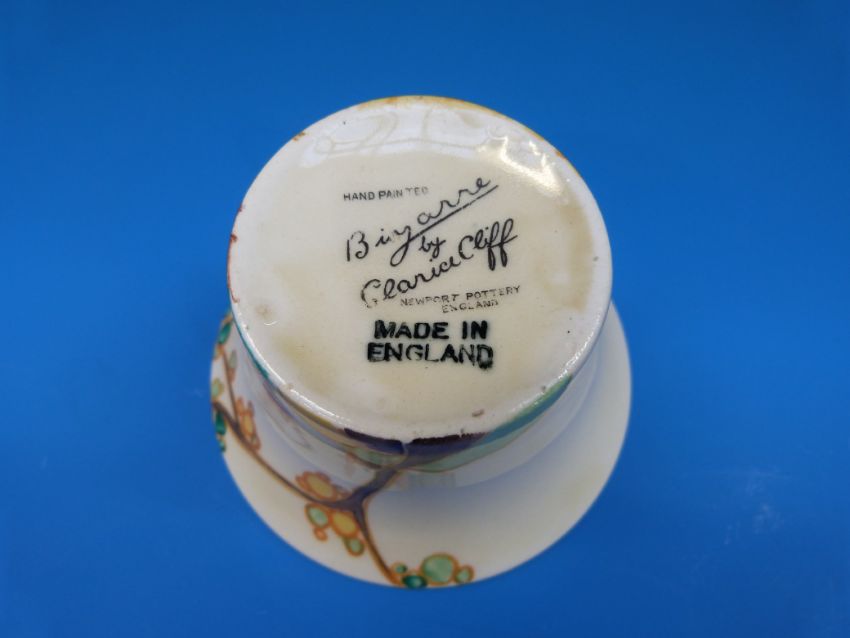 HAND PAINTED
Bizarre
by
Clarice Cliff
NEWPORT POTTERY
ENGLAND
MADE IN
ENGLAND